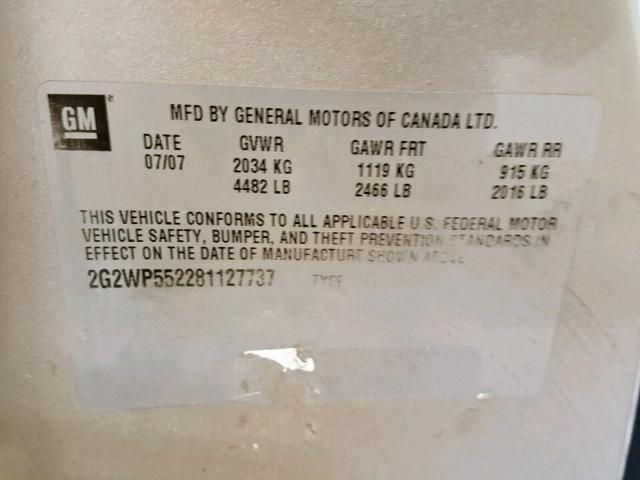 GM
MFD BY GENERAL MOTORS OF CANADA LTD.
DATE GVWR GAWR FRT GAWR RR
07/07 2034 KG 1119 KG 915 KG
4482 LB 2466 LB 2016 LB
THIS VEHICLE CONFORMS TO ALL APPLICABLE U.S. FEDERAL MOTOR
VEHICLE SAFETY, BUMPER, AND THEFT PREVENTION STANDARDS IN
EFFECT ON THE DATE OF MANUFACTURE SHOWN ABOVE
2G2WP552281127737 TYPE